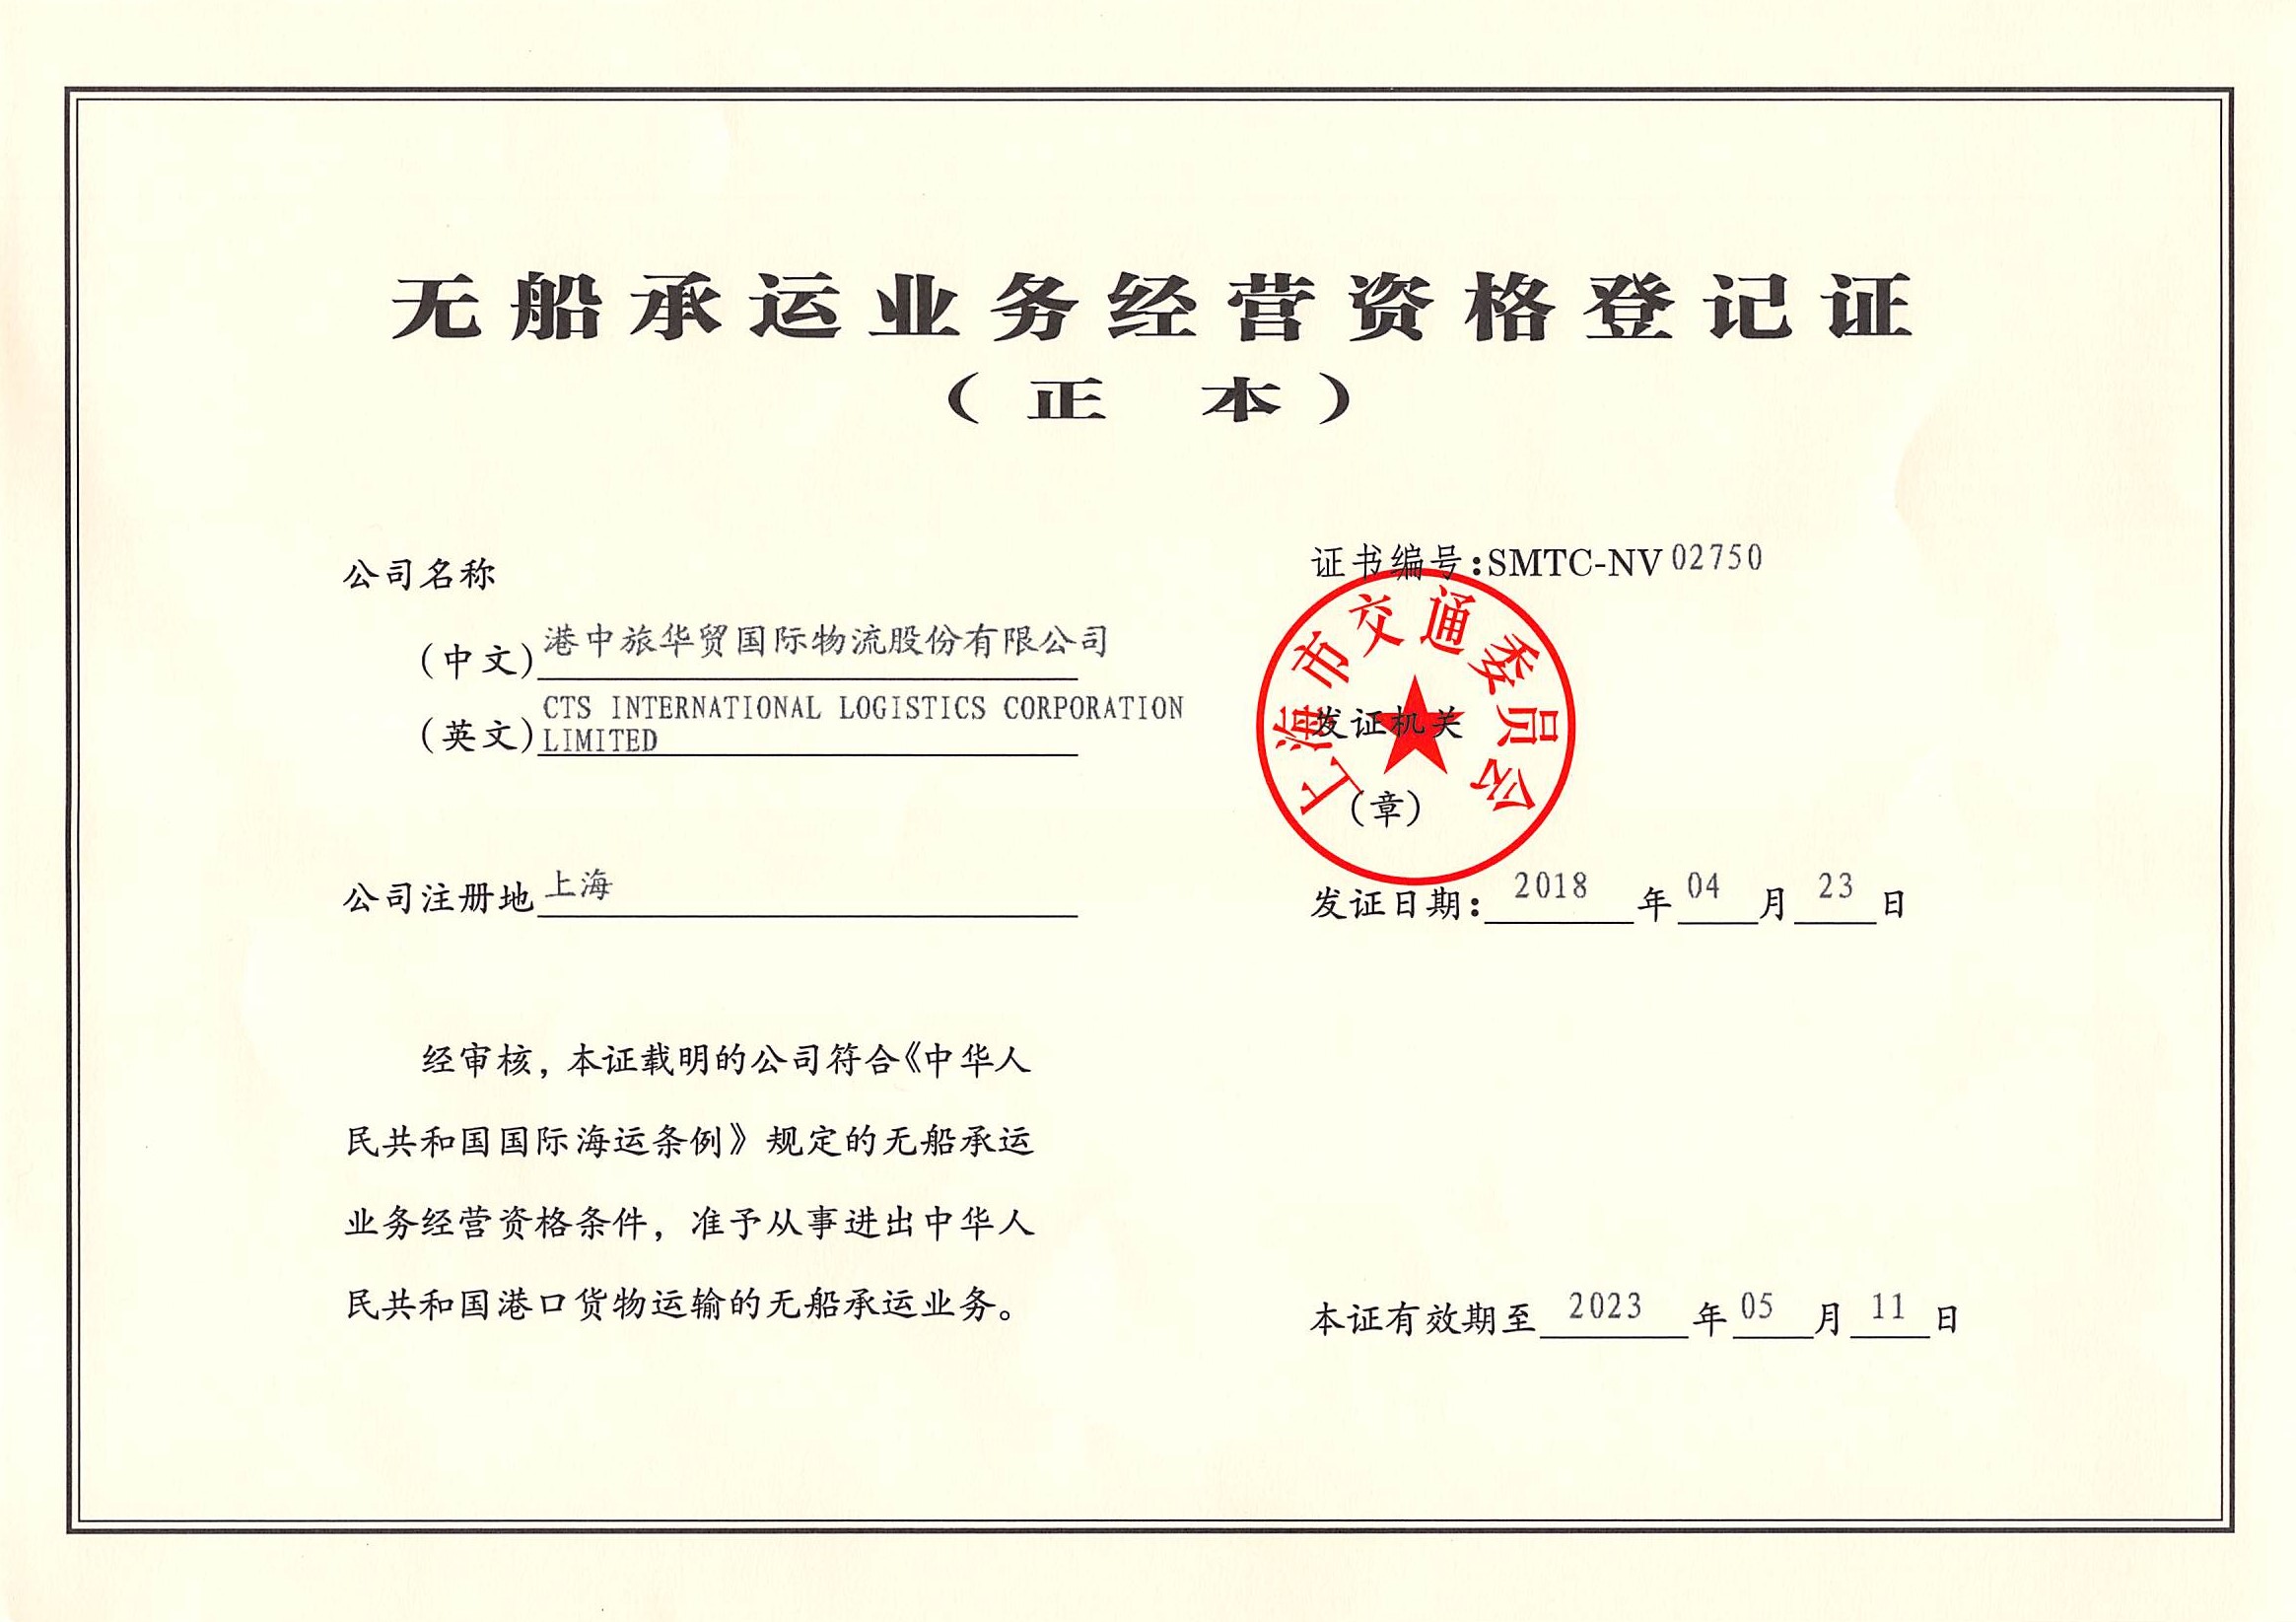 无船承运业务经营资格登记证
（正 本）
公司名称
（中文）港中旅华贸国际物流股份有限公司
（英文）CTS INTERNATIONAL LOGISTICS CORPORATION
LIMITED
公司注册地 上海
经审核，本证载明的公司符合《中华人
民共和国国际海运条例》规定的无船承运
业务经营资格条件，准予从事进出中华人
民共和国港口货物运输的无船承运业务。
证书编号：SMTC-NV 02750
上海市交通委员会
发证机关
（章）
发证日期： 2018 年 04 月 23 日
本证有效期至 2023 年 05 月 11 日